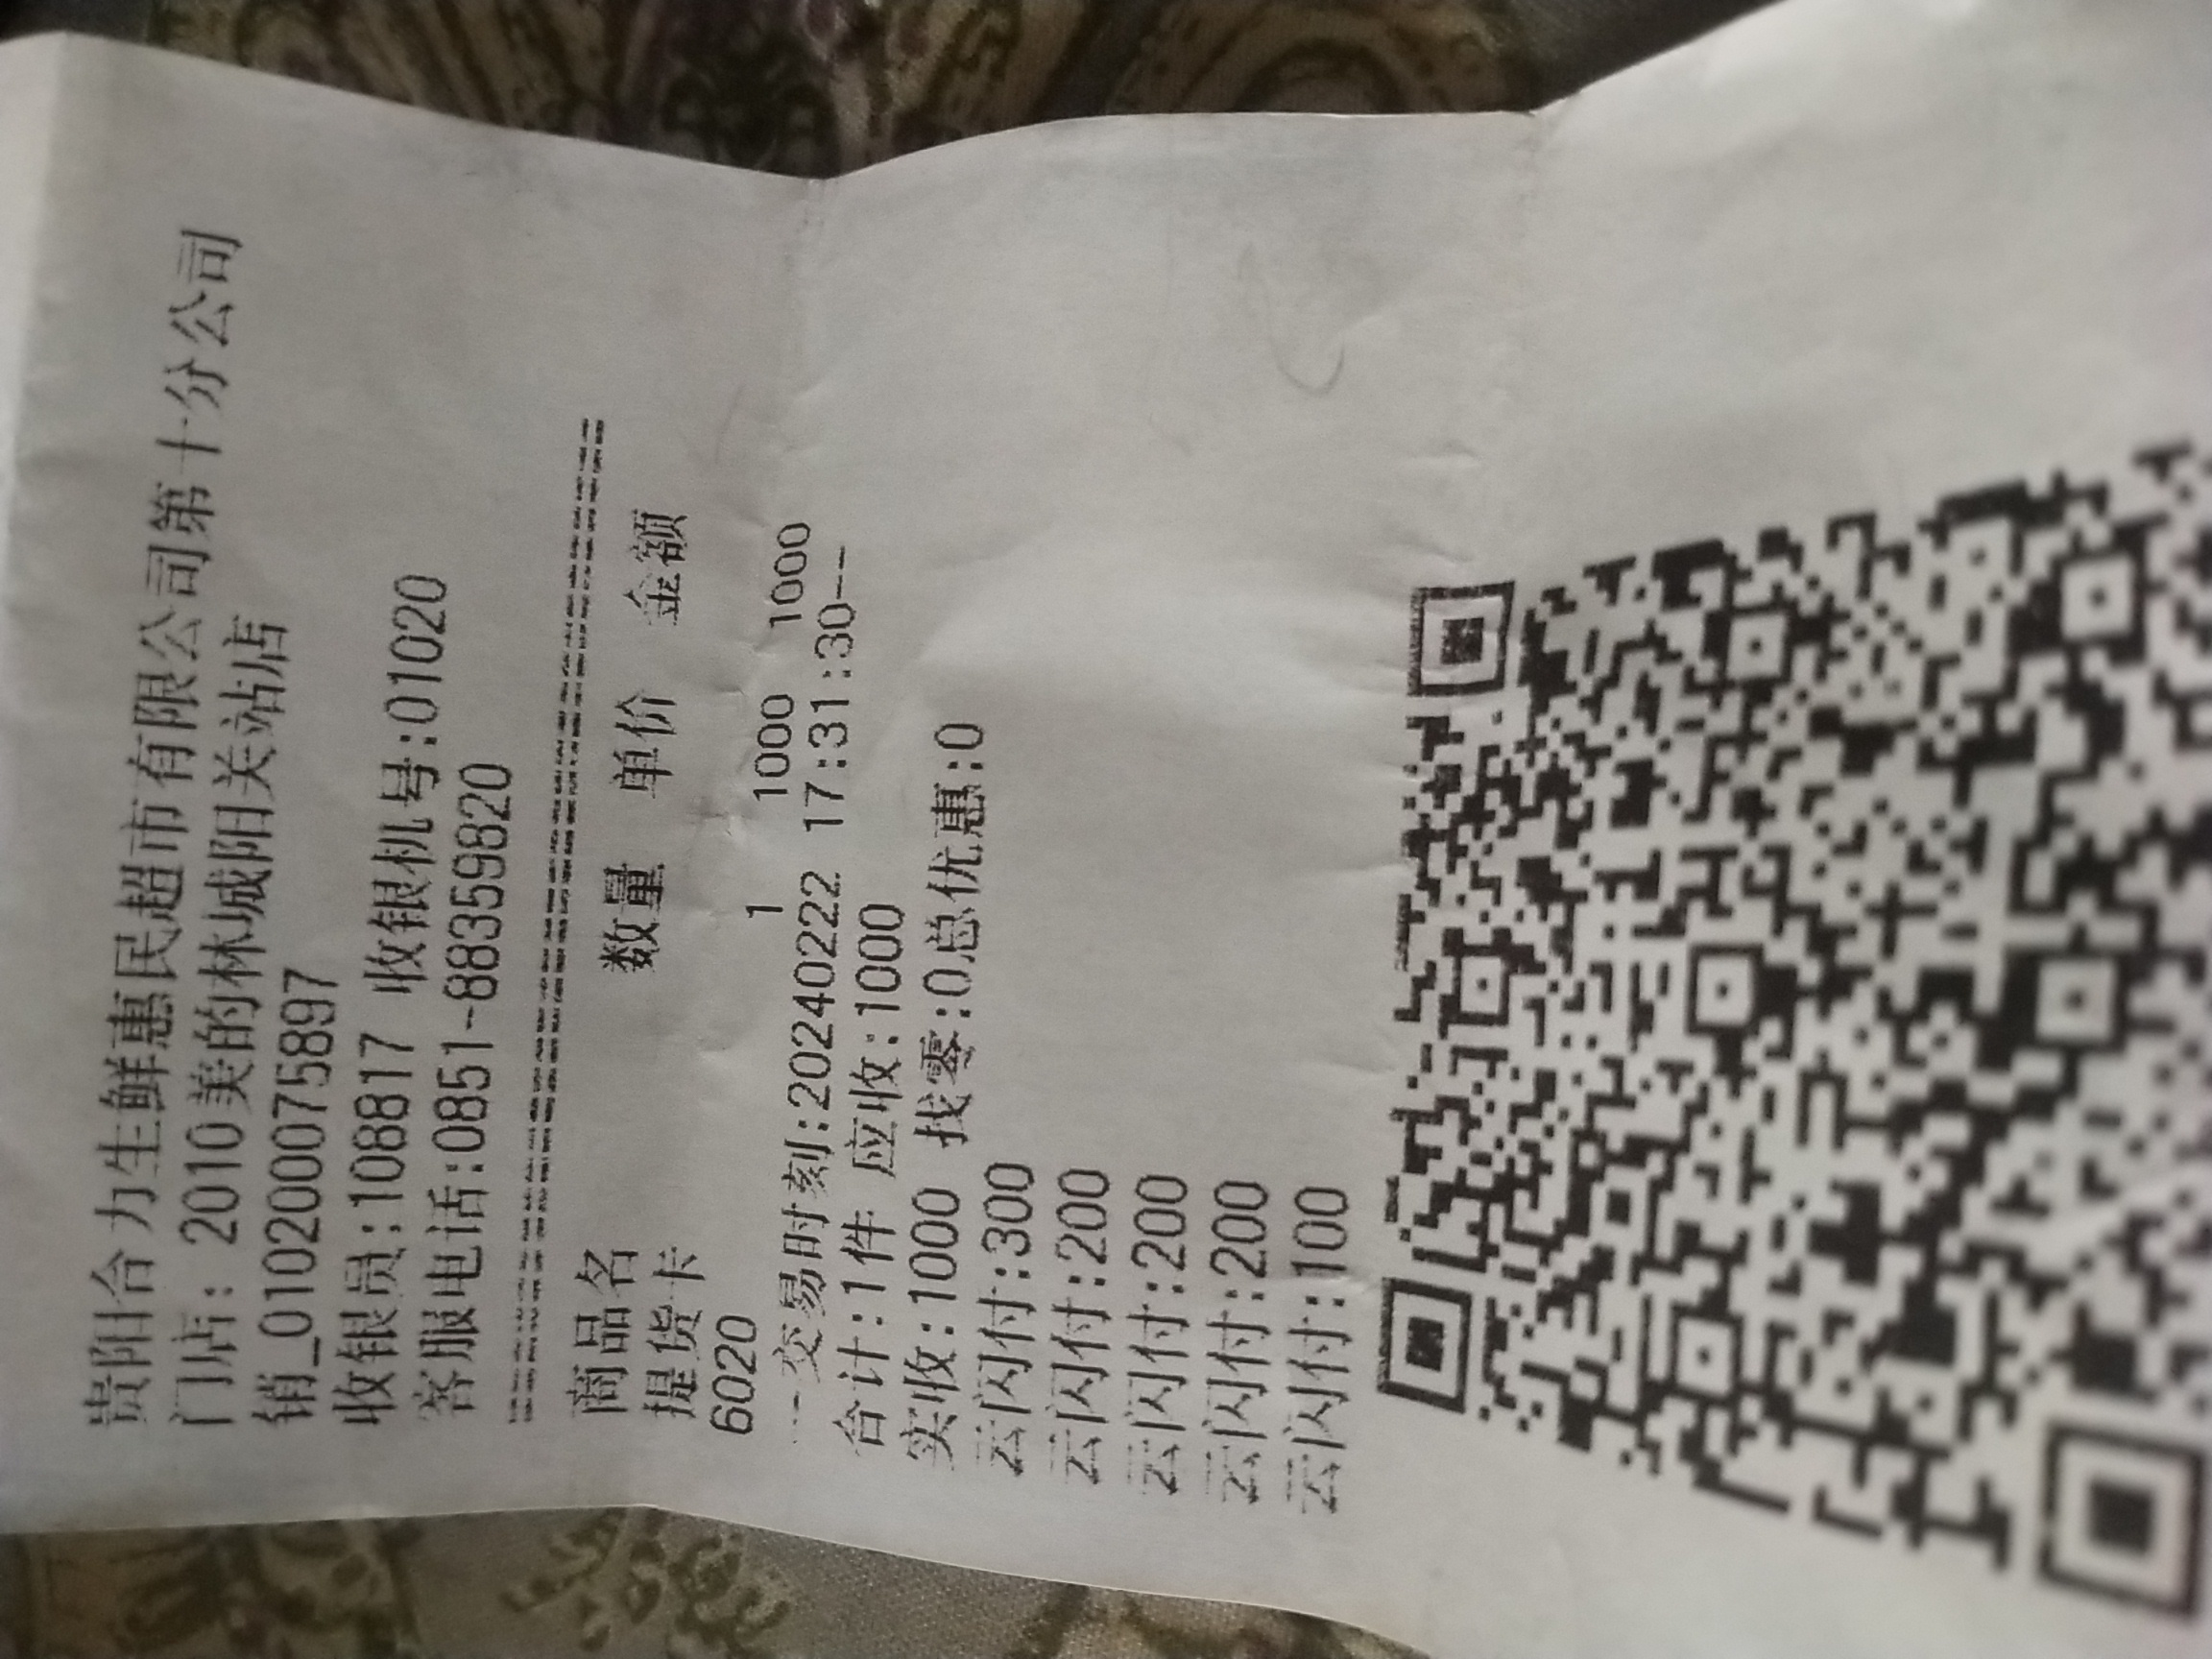 贵阳合力生鲜惠民超市有限公司第十分公司
门店: 2010美的林城阳关站店
销_01020007 5897
收银员:108817 收银机号:01020
客服电话:0851-88359820
商品名 数量 单价 金额
提货卡
6020 1 1000 1000
--交易时刻:20240222 17:31:30--
合计:1件 应收:1000
实收:1000 找零:0总优惠:0
云闪付:300
云闪付:200
云闪付:200
云闪付:200
云闪付:100